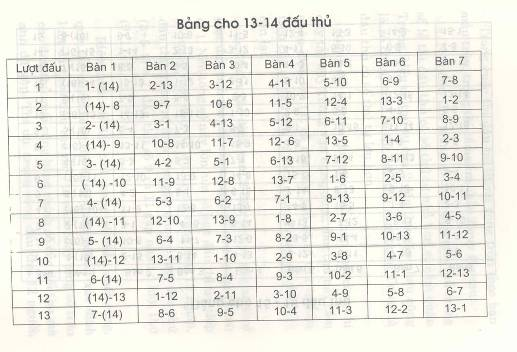 Bảng cho 13-14 đấu thủ
Lượt đấu Bàn 1 Bàn 2 Bàn 3 Bàn 4 Bàn 5 Bàn 6 Bàn 7
1 1- (14) 2-13 3-12 4-11 5-10 6-9 7-8
2 (14)- 8 9-7 10-6 11-5 12-4 13-3 1-2
3 2- (14) 3-1 4-13 5-12 6-11 7-10 8-9
4 (14)- 9 10-8 11-7 12- 6 13-5 1-4 2-3
5 3- (14) 4-2 5-1 6-13 7-12 8-11 9-10
6 ( 14) -10 11-9 12-8 13-7 1-6 2-5 3-4
7 4- (14) 5-3 6-2 7-1 8-13 9-12 10-11
8 (14) -11 12-10 13-9 1-8 2-7 3-6 4-5
9 5- (14) 6-4 7-3 8-2 9-1 10-13 11-12
10 (14)-12 13-11 1-10 2-9 3-8 4-7 5-6
11 6-(14) 7-5 8-4 9-3 10-2 11-1 12-13
12 (14)-13 1-12 2-11 3-10 4-9 5-8 6-7
13 7-(14) 8-6 9-5 10-4 11-3 12-2 13-1